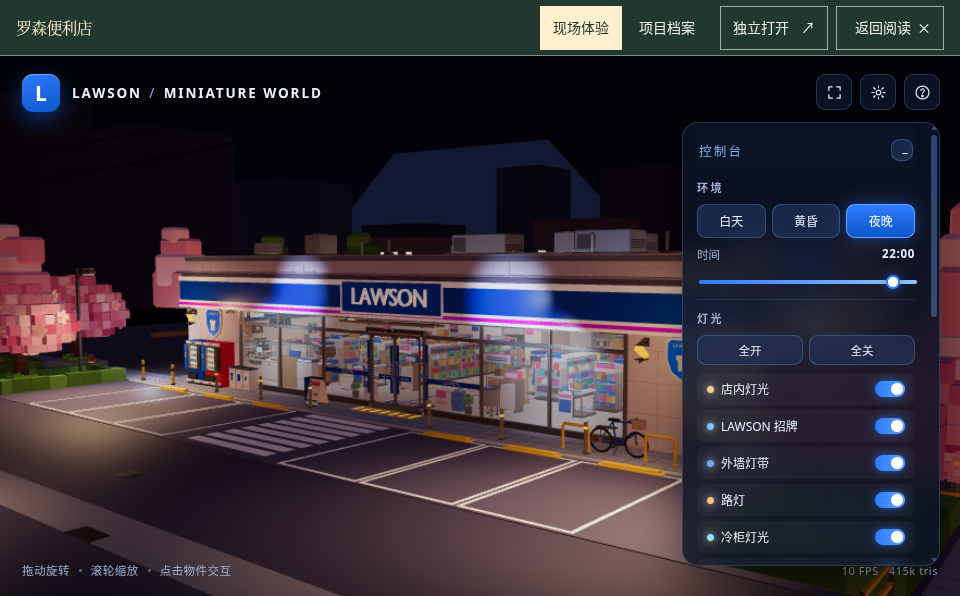 罗森便利店
现场体验
项目档案
独立打开 ↗
返回阅读 ×
L
LAWSON / MINIATURE WORLD
控制台
环境
白天
黄昏
夜晚
时间
22:00
灯光
全开
全关
店内灯光
LAWSON 招牌
外墙灯带
路灯
冷柜灯光
LAWSON
拖动旋转 • 滚轮缩放 • 点击物件交互
10 FPS 415k tris